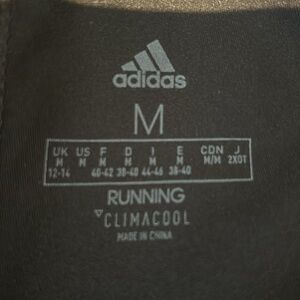 adidas
M
UK US F D I E CDN J
M M M M M M M/M 2XOT
12-14 40-42 38-40 44-46 38-40
RUNNING
CLIMACOOL
MADE IN CHINA